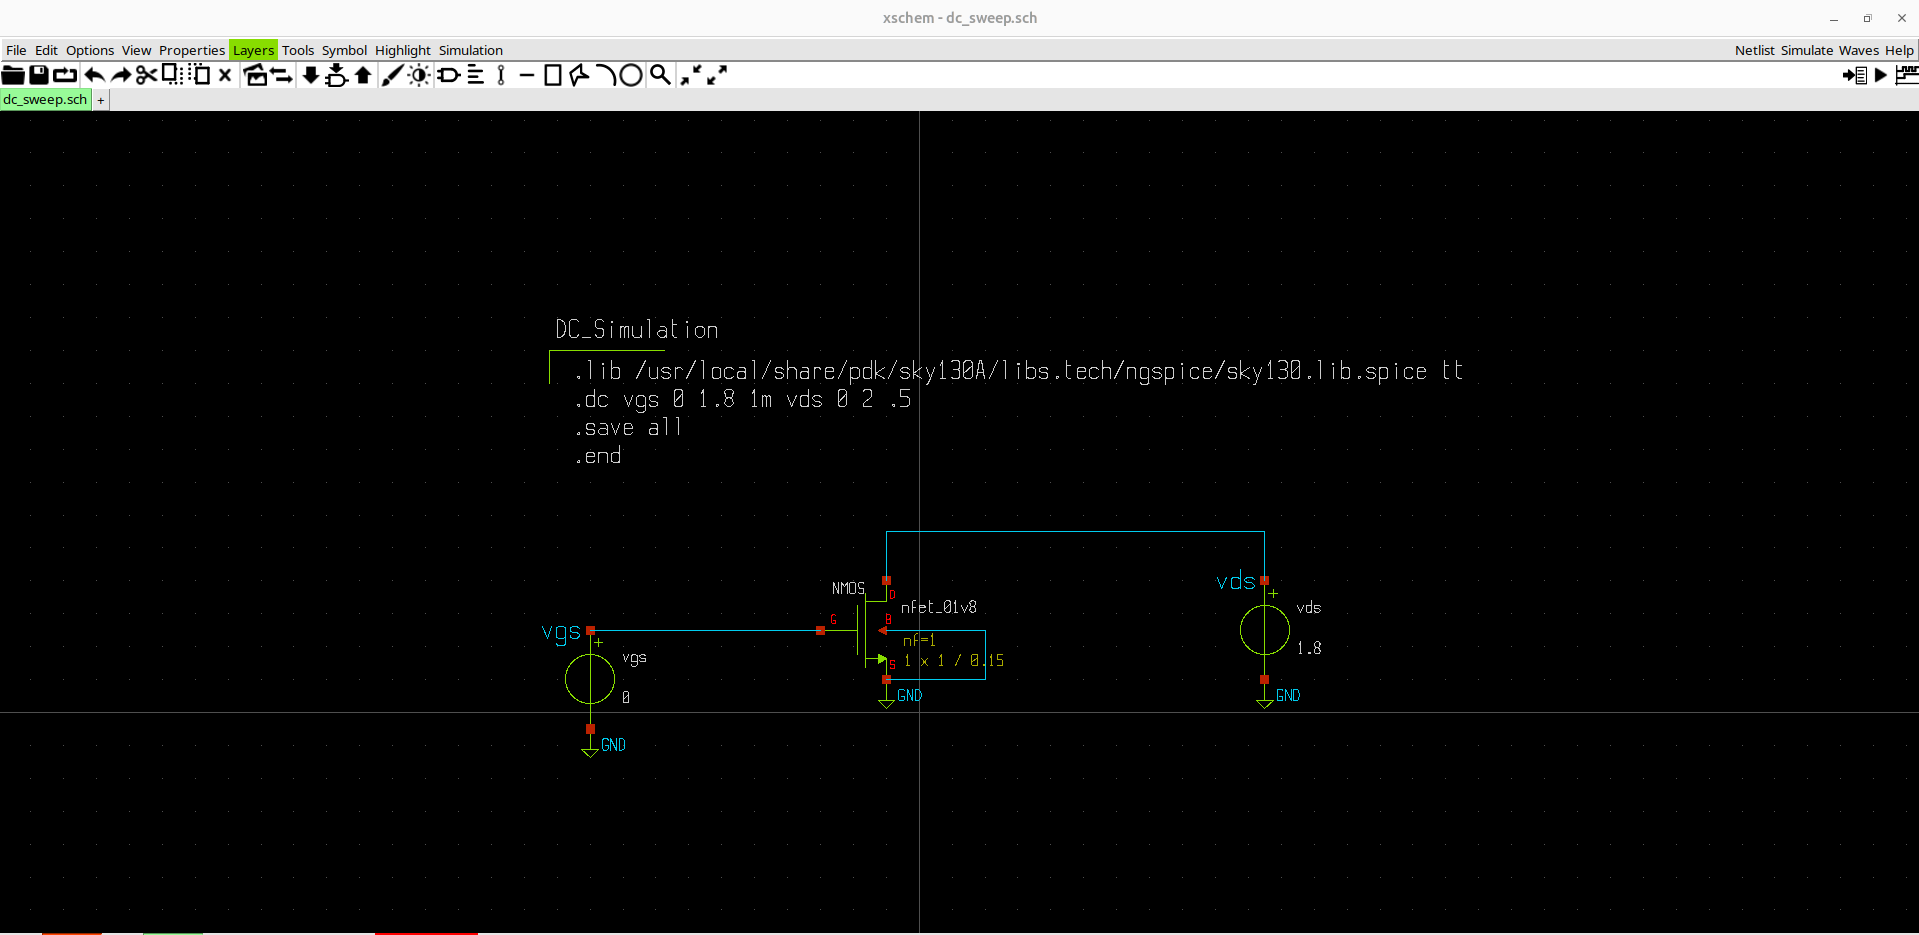 xschem - dc_sweep.sch
File Edit Options View Properties Layers Tools Symbol Highlight Simulation Netlist Simulate Waves Help
dc_sweep.sch +
DC_Simulation
.lib /usr/local/share/pdk/sky130A/libs.tech/ngspice/sky130.lib.spice tt
.dc vgs 0 1.8 1m vds 0 2 .5
.save all
.end
NMOS
D
nfet_01v8
G
B
nf=1
1 x 1 / 0.15
S
GND
vgs
+
vgs
0
GND
vds
+
vds
1.8
GND